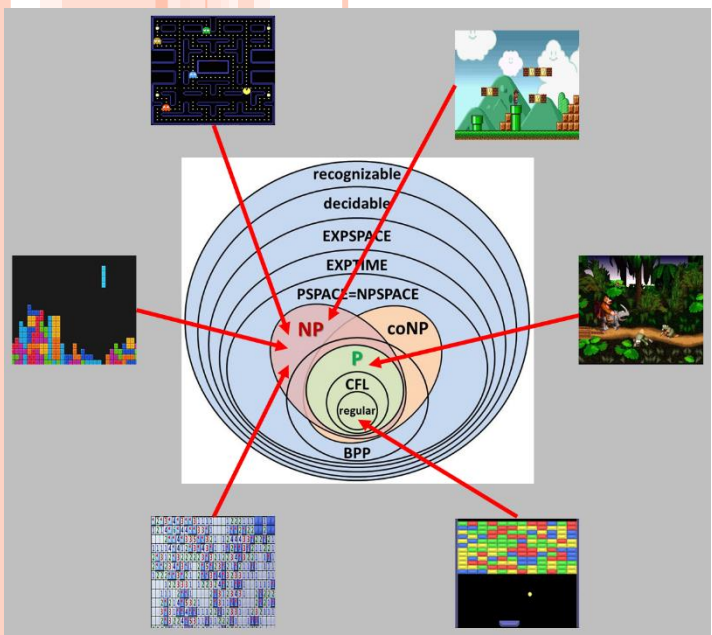 recognizable
decidable
EXPSPACE
EXPTIME
PSPACE=NPSPACE
NP
coNP
P
CFL
regular
BPP